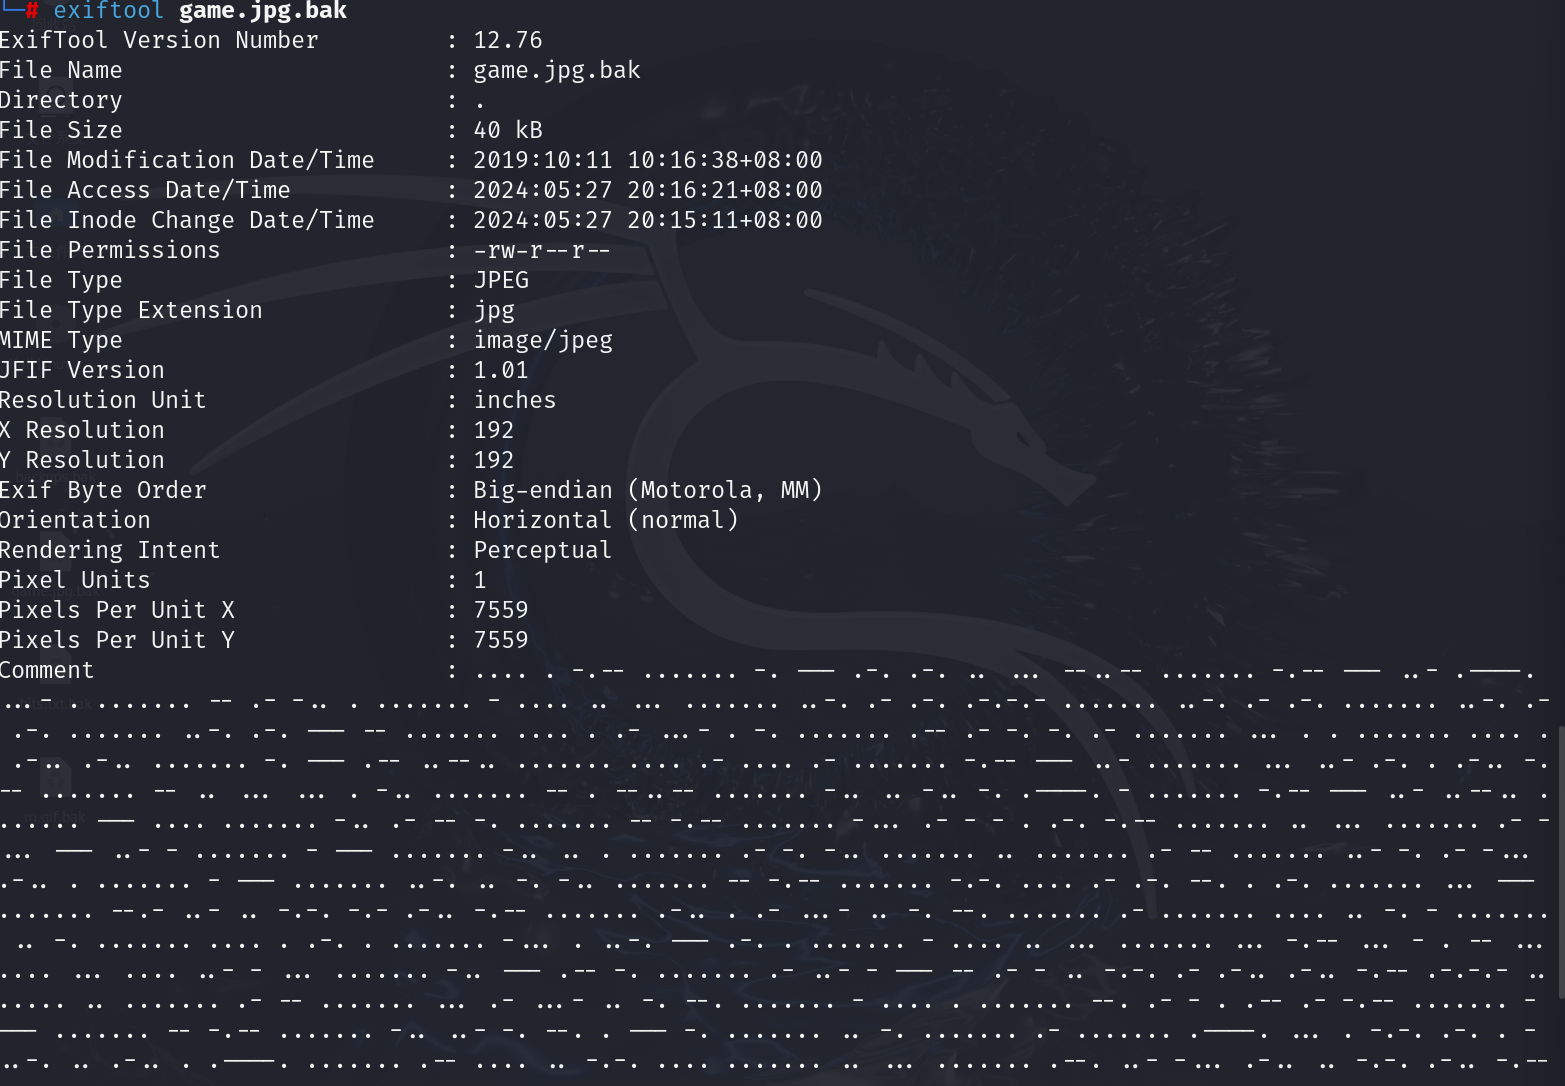 └─# exiftool game.jpg.bak
ExifTool Version Number : 12.76
File Name : game.jpg.bak
Directory : .
File Size : 40 kB
File Modification Date/Time : 2019:10:11 10:16:38+08:00
File Access Date/Time : 2024:05:27 20:16:21+08:00
File Inode Change Date/Time : 2024:05:27 20:15:11+08:00
File Permissions : -rw-r--r--
File Type : JPEG
File Type Extension : jpg
MIME Type : image/jpeg
JFIF Version : 1.01
Resolution Unit : inches
X Resolution : 192
Y Resolution : 192
Exif Byte Order : Big-endian (Motorola, MM)
Orientation : Horizontal (normal)
Rendering Intent : Perceptual
Pixel Units : 1
Pixels Per Unit X : 7559
Pixels Per Unit Y : 7559
Comment : .... . -.-- ....... -. --- .-. .-. .. ... --..-- ....... -.-- --- ..- .----.
...- . ....... -- .- -.. . ....... - .... .. ... ....... ..-. .- .-. .-.-.- ....... ..-. .-
.-. ....... ..-. .-. --- -- ....... .... . .- ...- . -. ....... .-- .- -. -. .- ....... ... . . ....... .... .
.-.. .-.. ....... -. --- .-- ..--.. ....... .... .- .... .- ....... -.-- --- ..- ....... ... ..- .-. . .-.. -.
-- ....... -- .. ... ... . -.. ....... -- . --..-- ....... -.. .. -.. -. .----. - ....... -.-- --- ..- ..--.. .
...... --- .... ....... -.. .- -- -. ....... -- -.-- ....... -... .- - - . .-. -.-- ....... .. ... ....... .- -
... --- ..- - ....... - --- ....... -.. .. . ....... .- -. -.. ....... .. ....... .- -- ....... ..- -. .- -...
.-.. . ....... - --- ....... ..-. .. -. -.. ....... -- -.-- ....... -.-. .... .- .-. --. . .-. ....... ... ---
....... --.- ..- .. -.-. -.- .-.. -.-- ....... .-.. . .- ...- .. -. --. ....... .- ....... .... .. -. - .......
.. -. ....... .... . .-. . ....... -... . ..-. --- .-. . ....... - .... .. ... ....... ... -.-- ... - . -- ...
.... ... .... ..- - ... ....... -.. --- .-- -. ....... .- ..- - --- -- .- - .. -.-. .- .-.. .-.. -.-- .-.-.- ..
..... .. ....... .- -- ....... ... .- ...- .. -. --. ....... - .... . ....... --. .- - . .-- .- -.-- ....... -
--- ....... -- -.-- ....... -.. ..- -. --. . --- -. ....... .. -. ....... .- ....... .----. ... . -.-. .-. . -
..-. .. .-.. . .----. ....... .-- .... .. -.-. .... ....... .. ... ....... .--. ..- -... .-.. .. -.-. .-.. -.--